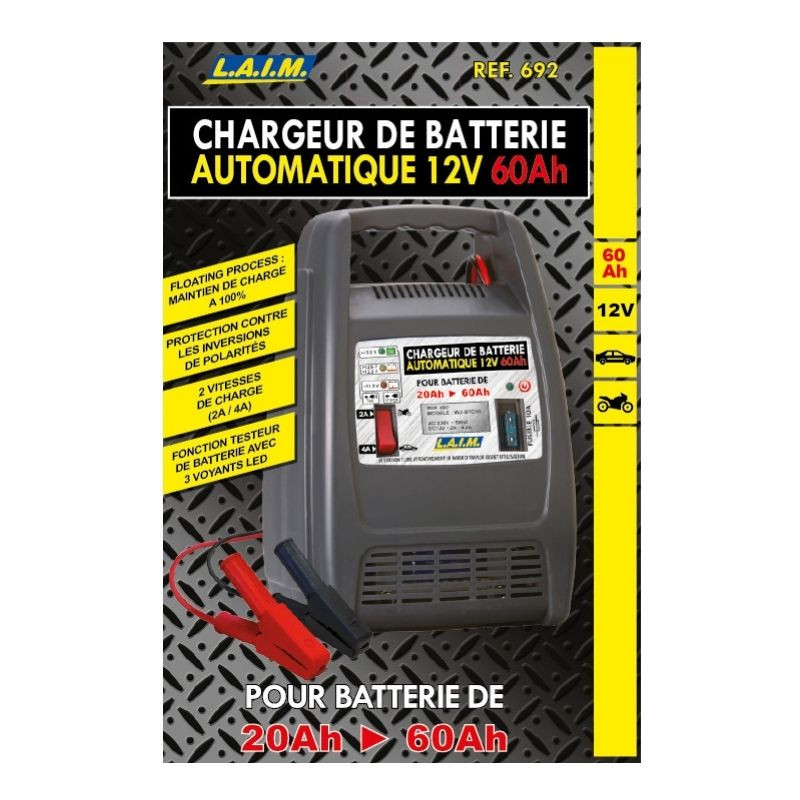 L.A.I.M.
REF. 692
CHARGEUR DE BATTERIE
AUTOMATIQUE 12V 60Ah
FLOATING PROCESS :
MAINTIEN DE CHARGE
A 100%
PROTECTION CONTRE
LES INVERSIONS
DE POLARITÉS
2 VITESSES
DE CHARGE
(2A / 4A)
FONCTION TESTEUR
DE BATTERIE AVEC
3 VOYANTS LED
60
Ah
12V
CHARGEUR DE BATTERIE
AUTOMATIQUE 12V 60Ah
POUR BATTERIE DE
20Ah ► 60Ah
2A
4A
FUSIBLE 10A
L.A.I.M.
POUR BATTERIE DE
20Ah ► 60Ah